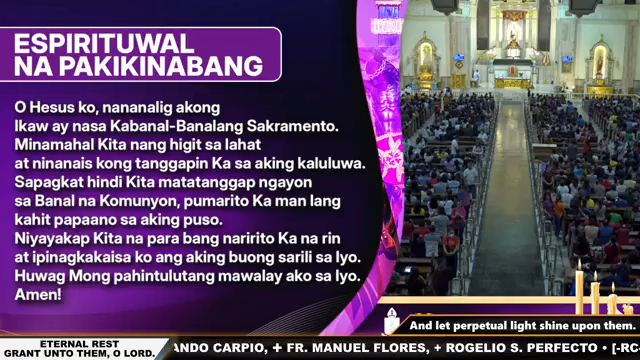 ESPIRITUWAL
NA PAKIKINABANG
O Hesus ko, nananalig akong
Ikaw ay nasa Kabanal-Banalang Sakramento.
Minamahal Kita nang higit sa lahat
at ninanais kong tanggapin Ka sa aking kaluluwa.
Sapagkat hindi Kita matatanggap ngayon
sa Banal na Komunyon, pumarito Ka man lang
kahit papaano sa aking puso.
Niyayakap Kita na para bang naririto Ka na rin
at ipinagkakaisa ko ang aking buong sarili sa Iyo.
Huwag Mong pahintulutang mawalay ako sa Iyo.
Amen!
And let perpetual light shine upon them.
ETERNAL REST
GRANT UNTO THEM, O LORD.
ANDO CARPIO, + FR. MANUEL FLORES, + ROGELIO S. PERFECTO • [-RC